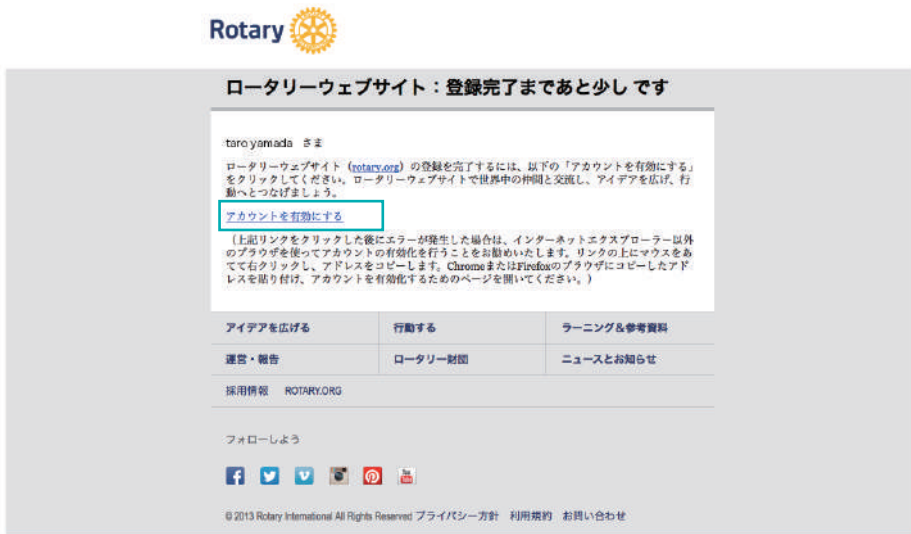 Rotary
ロータリーウェブサイト：登録完了まであと少しです
taro yamada さま
ロータリーウェブサイト（rotary.org）の登録を完了するには、以下の「アカウントを有効にする」
をクリックしてください。ロータリーウェブサイトで世界中の仲間と交流し、アイデアを広げ、行
動へとつなげましょう。
アカウントを有効にする
（上記リンクをクリックした後にエラーが発生した場合は、インターネットエクスプローラー以外
のブラウザを使ってアカウントの有効化を行うことをお勧めいたします。リンクの上にマウスをあ
てて右クリックし、アドレスをコピーします。ChromeまたはFirefoxのブラウザにコピーしたアド
レスを貼り付け、アカウントを有効化するためのページを開いてください。）
アイデアを広げる 行動する ラーニング＆参考資料
運営・報告 ロータリー財団 ニュースとお知らせ
採用情報 ROTARY.ORG
フォローしよう
You Tube
© 2013 Rotary International All Rights Reserved プライバシー方針 利用規約 お問い合わせ